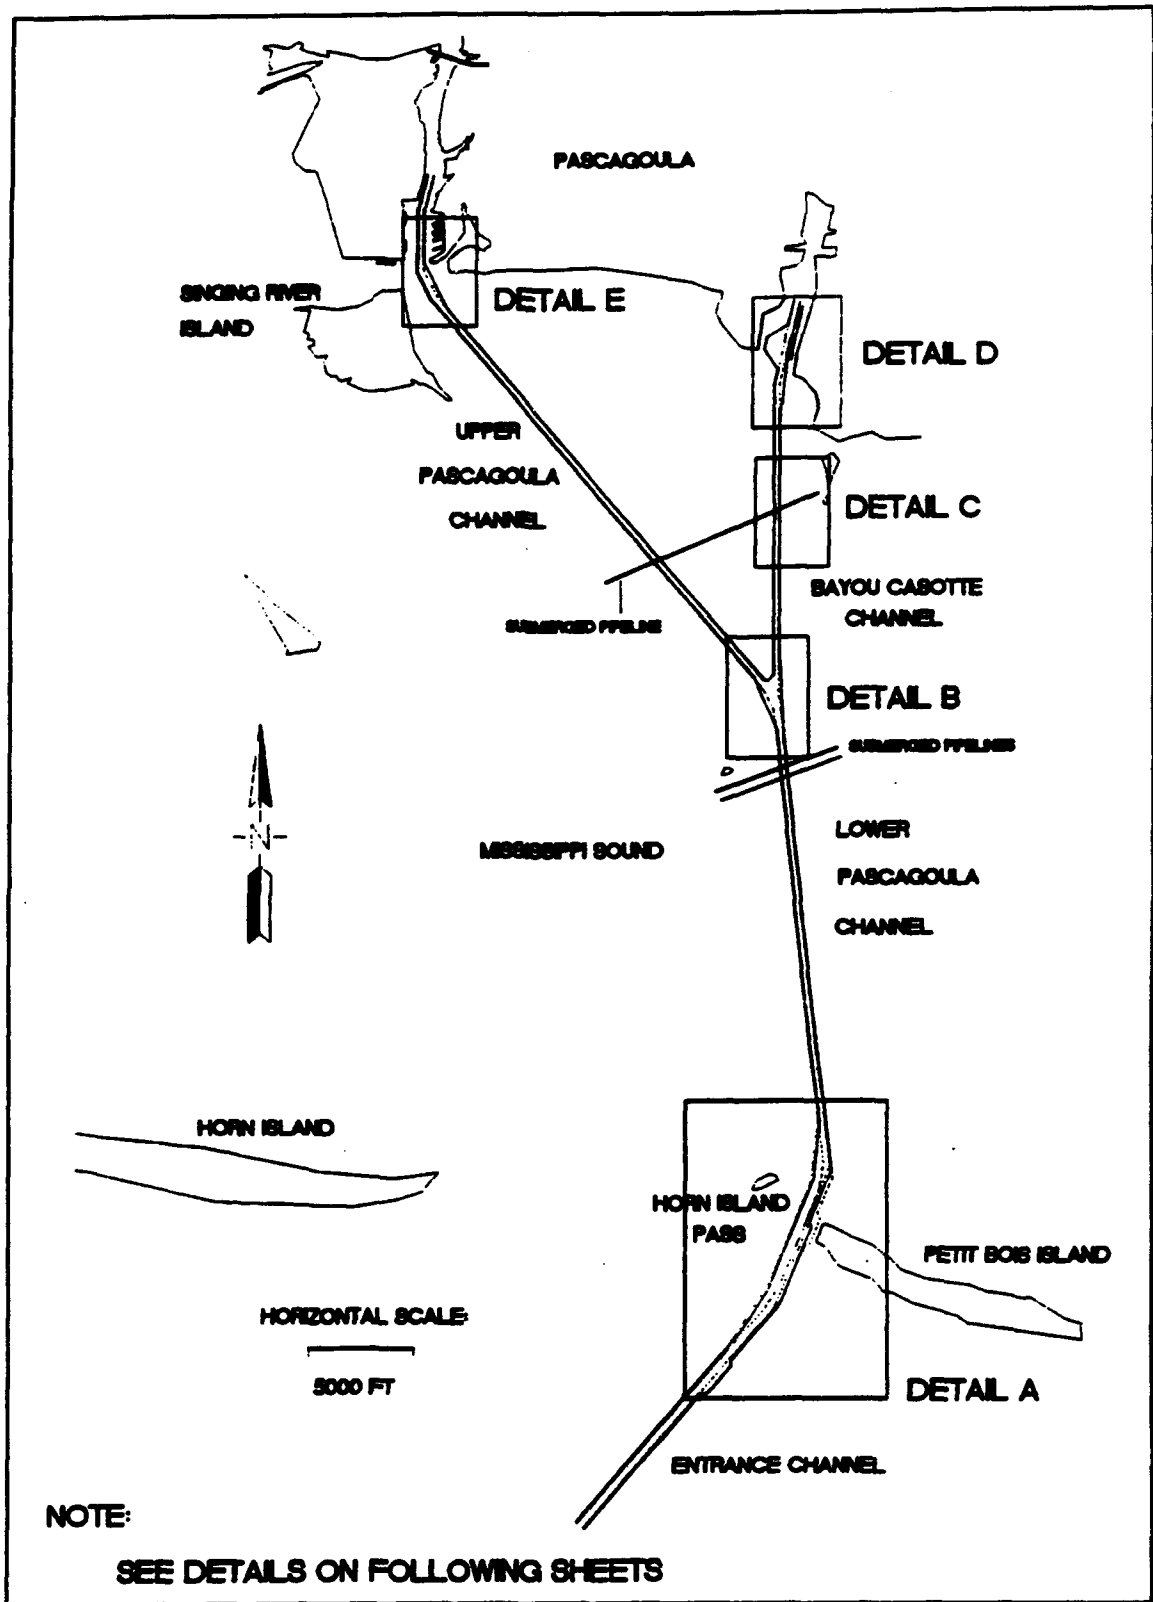 PASCAGOULA
SINGING RIVER
ISLAND
DETAIL E
DETAIL D
UPPER
PASCAGOULA
CHANNEL
DETAIL C
BAYOU CASOTTE
CHANNEL
SUBMERGED PIPELINE
DETAIL B
SUBMERGED PIPELINES
N
MISSISSIPPI SOUND
LOWER
PASCAGOULA
CHANNEL
HORN ISLAND
HORN ISLAND
PASS
PETIT BOIS ISLAND
HORIZONTAL SCALE:
5000 FT
DETAIL A
ENTRANCE CHANNEL
NOTE:
SEE DETAILS ON FOLLOWING SHEETS